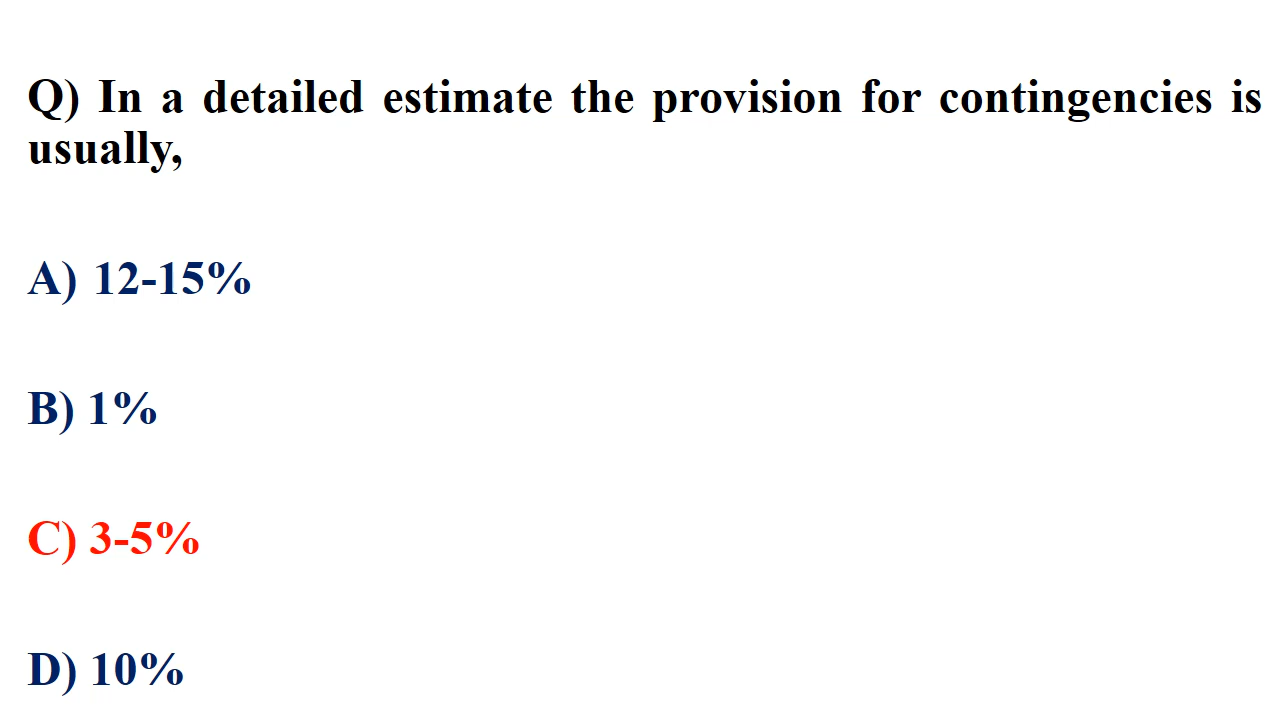 Q) In a detailed estimate the provision for contingencies is
usually,
A) 12-15%
B) 1%
C) 3-5%
D) 10%